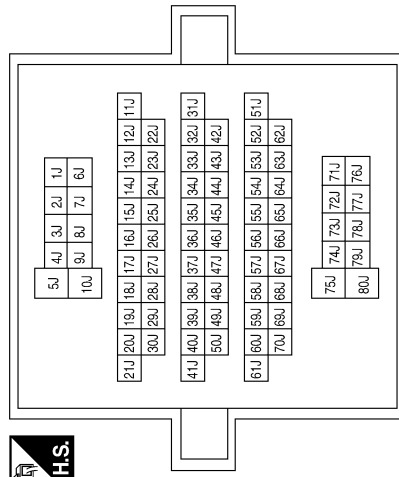 H.S.
5J 4J 3J 2J 1J
10J 9J 8J 7J 6J
21J 20J 19J 18J 17J 16J 15J 14J 13J 12J 11J
30J 29J 28J 27J 26J 25J 24J 23J 22J
41J 40J 39J 38J 37J 36J 35J 34J 33J 32J 31J
50J 49J 48J 47J 46J 45J 44J 43J 42J
61J 60J 59J 58J 57J 56J 55J 54J 53J 52J 51J
70J 69J 68J 67J 66J 65J 64J 63J 62J
75J 74J 73J 72J 71J
80J 79J 78J 77J 76J